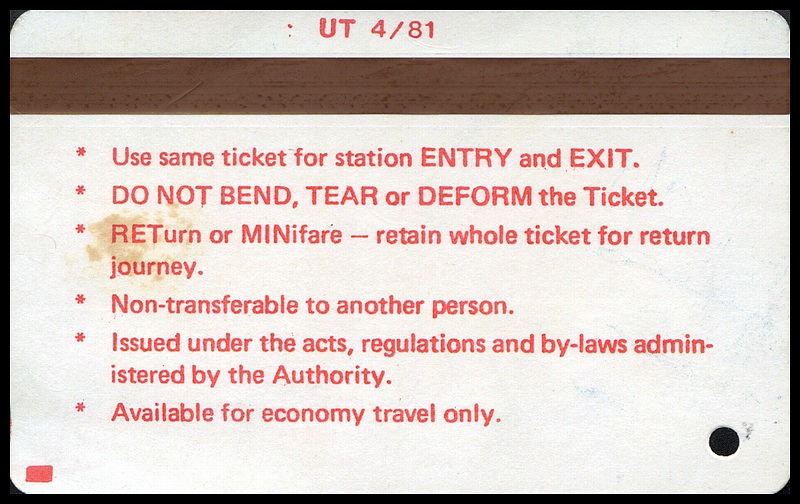 : UT 4/81
* Use same ticket for station ENTRY and EXIT.
* DO NOT BEND, TEAR or DEFORM the Ticket.
* RETurn or MINifare — retain whole ticket for return
journey.
* Non-transferable to another person.
* Issued under the acts, regulations and by-laws admin-
istered by the Authority.
* Available for economy travel only.